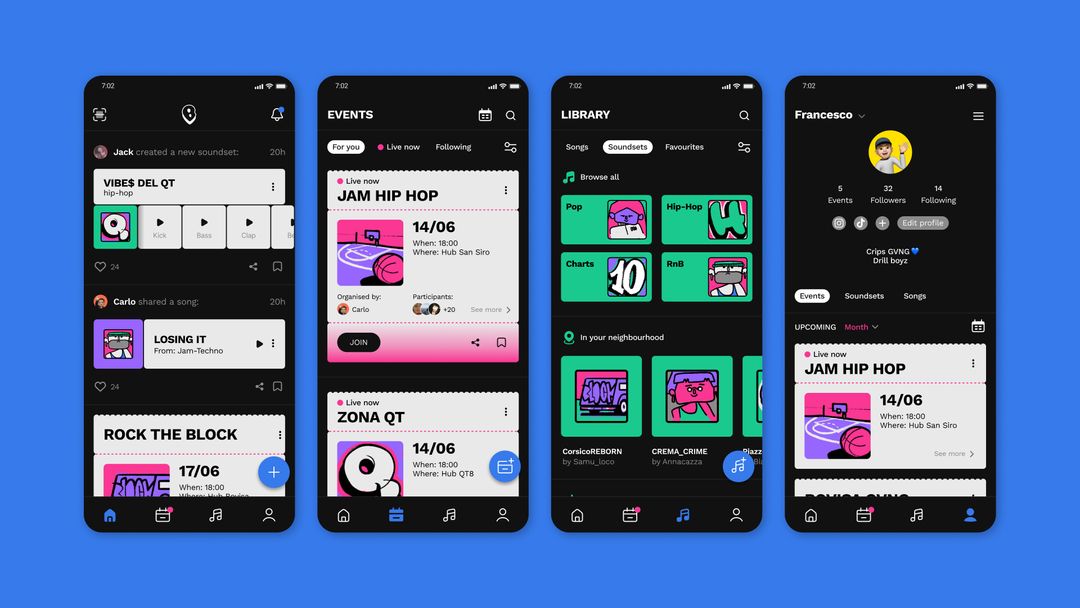 7:02
Jack created a new soundset:
20h
VIBE$ DEL QT
hip-hop
Kick
Bass
Clap
24
Carlo shared a song:
20h
LOSING IT
From: Jam-Techno
24
ROCK THE BLOCK
17/06
When: 18:00
7:02
EVENTS
For you
Live now
Following
Live now
JAM HIP HOP
14/06
When: 18:00
Where: Hub San Siro
Organised by:
Carlo
Participants:
+20
See more
JOIN
Live now
ZONA QT
14/06
When: 18:00
Where: Hub QT8
7:02
LIBRARY
Songs
Soundsets
Favourites
Browse all
Pop
Hip-Hop
Charts
10
RnB
In your neighbourhood
CorsicoREBORN
by Samu_loco
CREMA_CRIME
by Annacazza
7:02
Francesco
5
Events
32
Followers
14
Following
Edit profile
Crips GVNG💙
Drill boyz
Events
Soundsets
Songs
UPCOMING
Month
Live now
JAM HIP HOP
14/06
When: 18:00
Where: Hub San Siro
See more